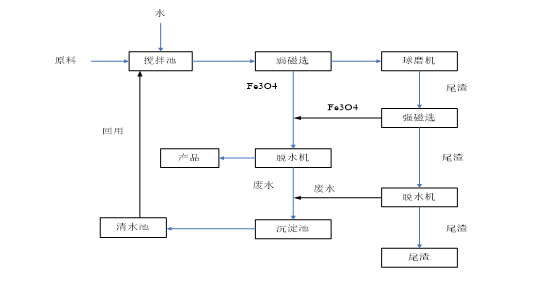 水
原料
搅拌池
弱磁选
球磨机
Fe3O4
尾渣
Fe3O4
强磁选
回用
产品
脱水机
尾渣
废水
废水
脱水机
清水池
沉淀池
尾渣
尾渣